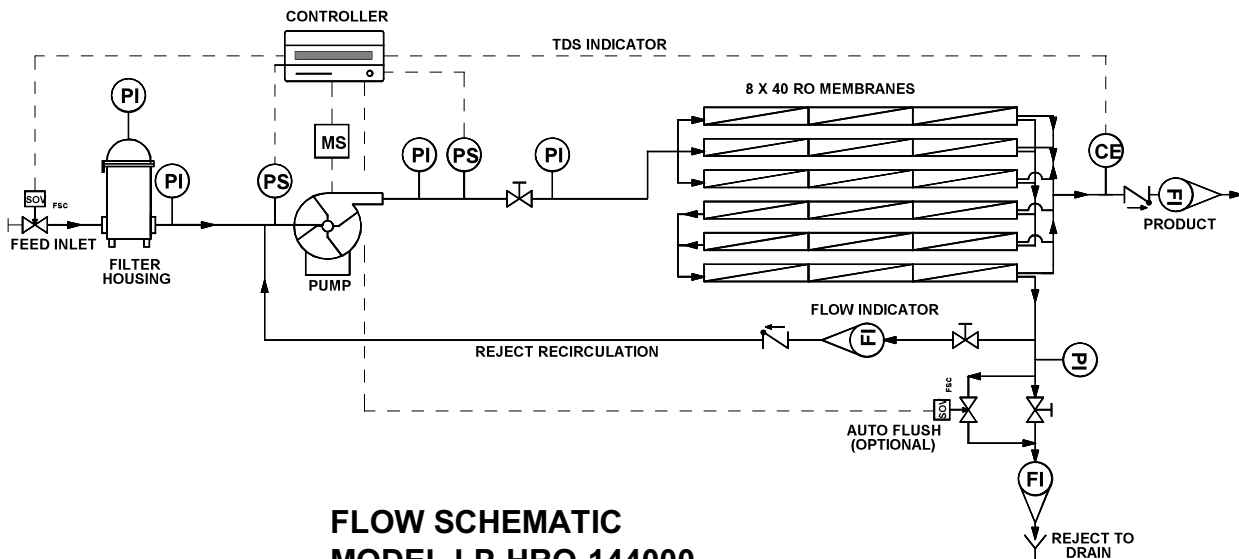 CONTROLLER
TDS INDICATOR
8 X 40 RO MEMBRANES
PI
MS
PI
PS
PI
CE
PI
PS
SOV
FSC
FI
FEED INLET
PRODUCT
FILTER
HOUSING
PUMP
FLOW INDICATOR
FI
REJECT RECIRCULATION
PI
FSC
SOV
AUTO FLUSH
(OPTIONAL)
FI
FLOW SCHEMATIC
REJECT TO
DRAIN